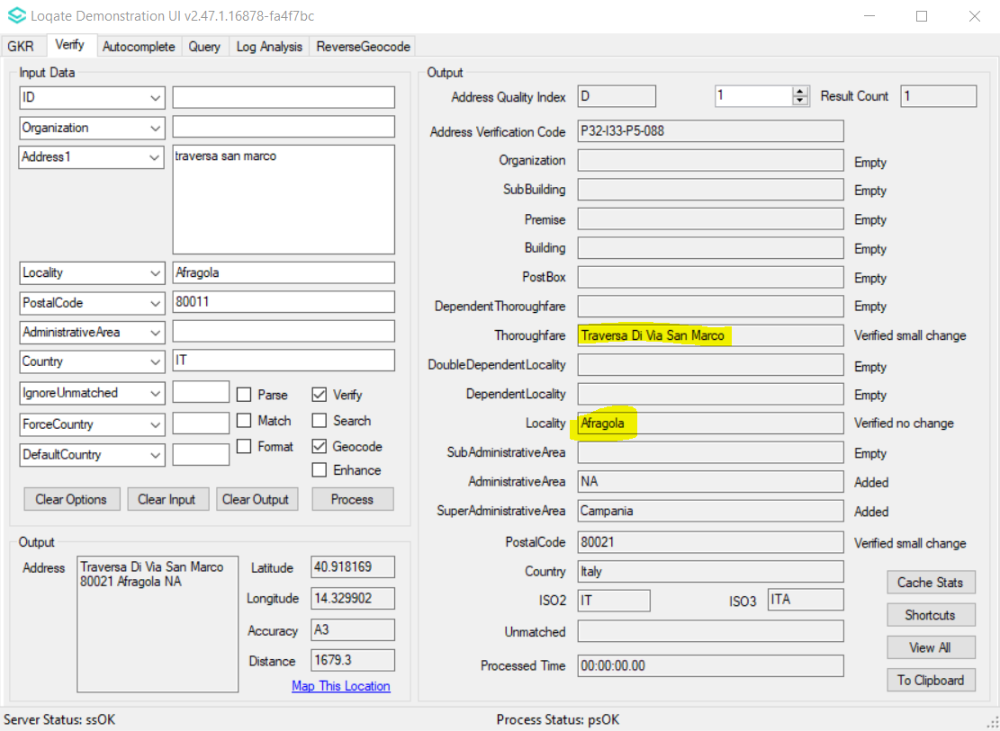 Loqate Demonstration UI v2.47.1.16878-fa4f7bc
GKR Verify Autocomplete Query Log Analysis ReverseGeocode
Input Data
ID
Organization
Address1 traversa san marco
Locality Afragola
PostalCode 80011
AdministrativeArea
Country IT
IgnoreUnmatched Parse Verify
ForceCountry Match Search
DefaultCountry Format Geocode
Enhance
Clear Options Clear Input Clear Output Process
Output
Address Traversa Di Via San Marco
80021 Afragola NA
Latitude 40.918169
Longitude 14.329902
Accuracy A3
Distance 1679.3
Map This Location
Output
Address Quality Index D 1 Result Count 1
Address Verification Code P32-I33-P5-088
Organization Empty
SubBuilding Empty
Premise Empty
Building Empty
PostBox Empty
DependentThoroughfare Empty
Thoroughfare Traversa Di Via San Marco Verified small change
DoubleDependentLocality Empty
DependentLocality Empty
Locality Afragola Verified no change
SubAdministrativeArea Empty
AdministrativeArea NA Added
SuperAdministrativeArea Campania Added
PostalCode 80021 Verified small change
Country Italy
ISO2 IT ISO3 ITA
Unmatched
Processed Time 00:00:00.00
Cache Stats
Shortcuts
View All
To Clipboard
Server Status: ssOK Process Status: psOK